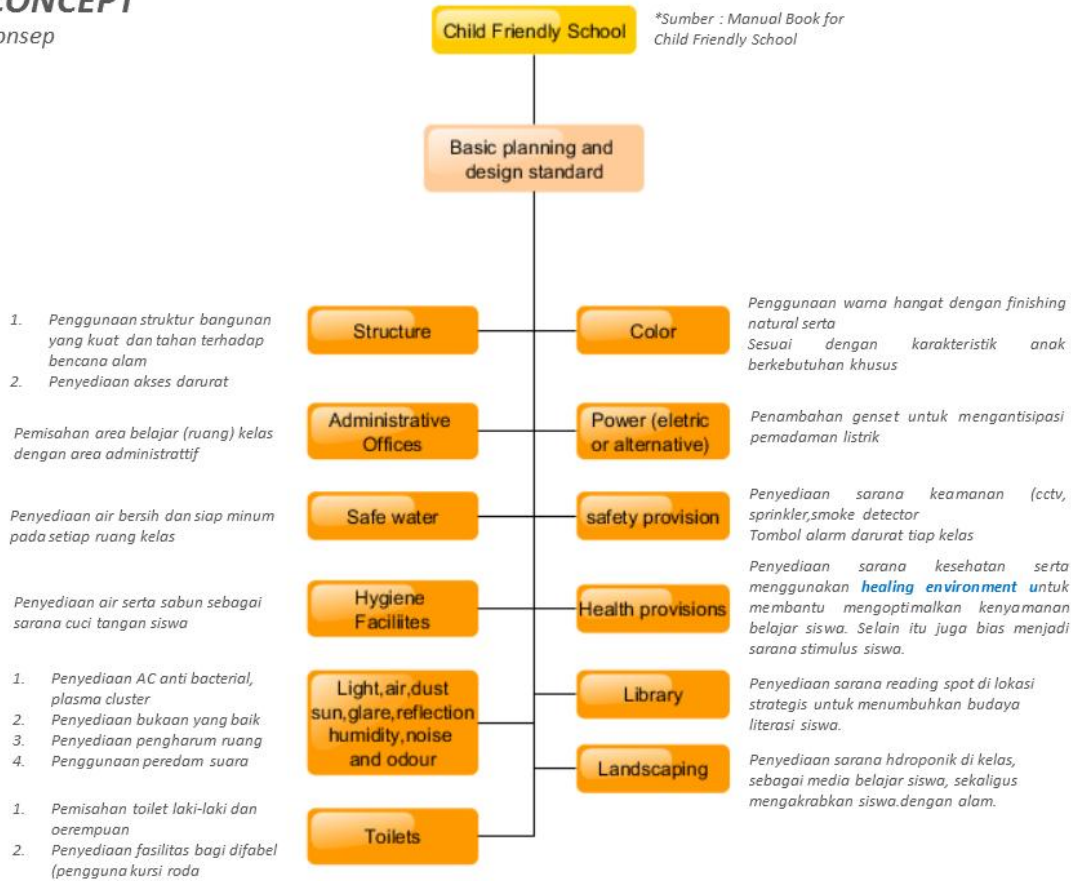 CONCEPT
onsep
Child Friendly School
*Sumber : Manual Book for
Child Friendly School
Basic planning and
design standard
1. Penggunaan struktur bangunan
yang kuat dan tahan terhadap
bencana alam
2. Penyediaan akses darurat
Structure
Color
Penggunaan warna hangat dengan finishing
natural serta
Sesuai dengan karakteristik anak
berkebutuhan khusus
Pemisahan area belajar (ruang) kelas
dengan area administrattif
Administrative
Offices
Power (eletric
or alternative)
Penambahan genset untuk mengantisipasi
pemadaman listrik
Penyediaan air bersih dan siap minum
pada setiap ruang kelas
Safe water
safety provision
Penyediaan sarana keamanan (cctv,
sprinkler,smoke detector
Tombol alarm darurat tiap kelas
Penyediaan air serta sabun sebagai
sarana cuci tangan siswa
Hygiene
Faciliites
Health provisions
Penyediaan sarana kesehatan serta
menggunakan healing environment untuk
membantu mengoptimalkan kenyamanan
belajar siswa. Selain itu juga bias menjadi
sarana stimulus siswa.
1. Penyediaan AC anti bacterial,
plasma cluster
2. Penyediaan bukaan yang baik
3. Penyediaan pengharum ruang
4. Penggunaan peredam suara
Light,air,dust
sun,glare,reflection
humidity,noise
and odour
Library
Penyediaan sarana reading spot di lokasi
strategis untuk menumbuhkan budaya
literasi siswa.
Landscaping
Penyediaan sarana hdroponik di kelas,
sebagai media belajar siswa, sekaligus
mengakrabkan siswa.dengan alam.
1. Pemisahan toilet laki-laki dan
oerempuan
2. Penyediaan fasilitas bagi difabel
(pengguna kursi roda
Toilets